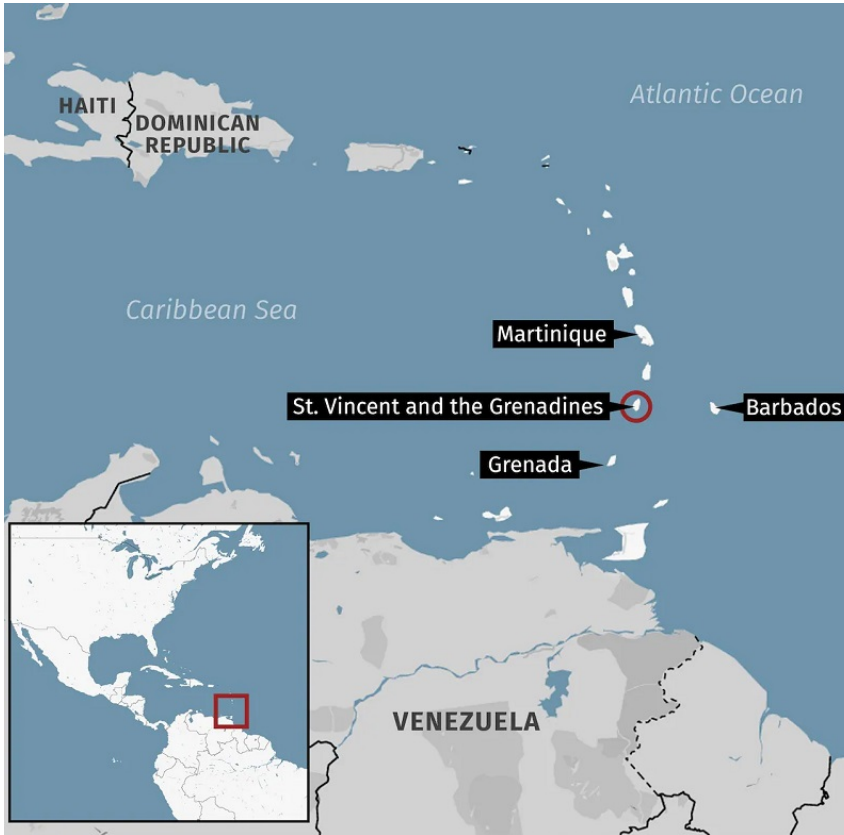 Atlantic Ocean
HAITI
DOMINICAN
REPUBLIC
Caribbean Sea
Martinique
St. Vincent and the Grenadines
Barbados
Grenada
VENEZUELA